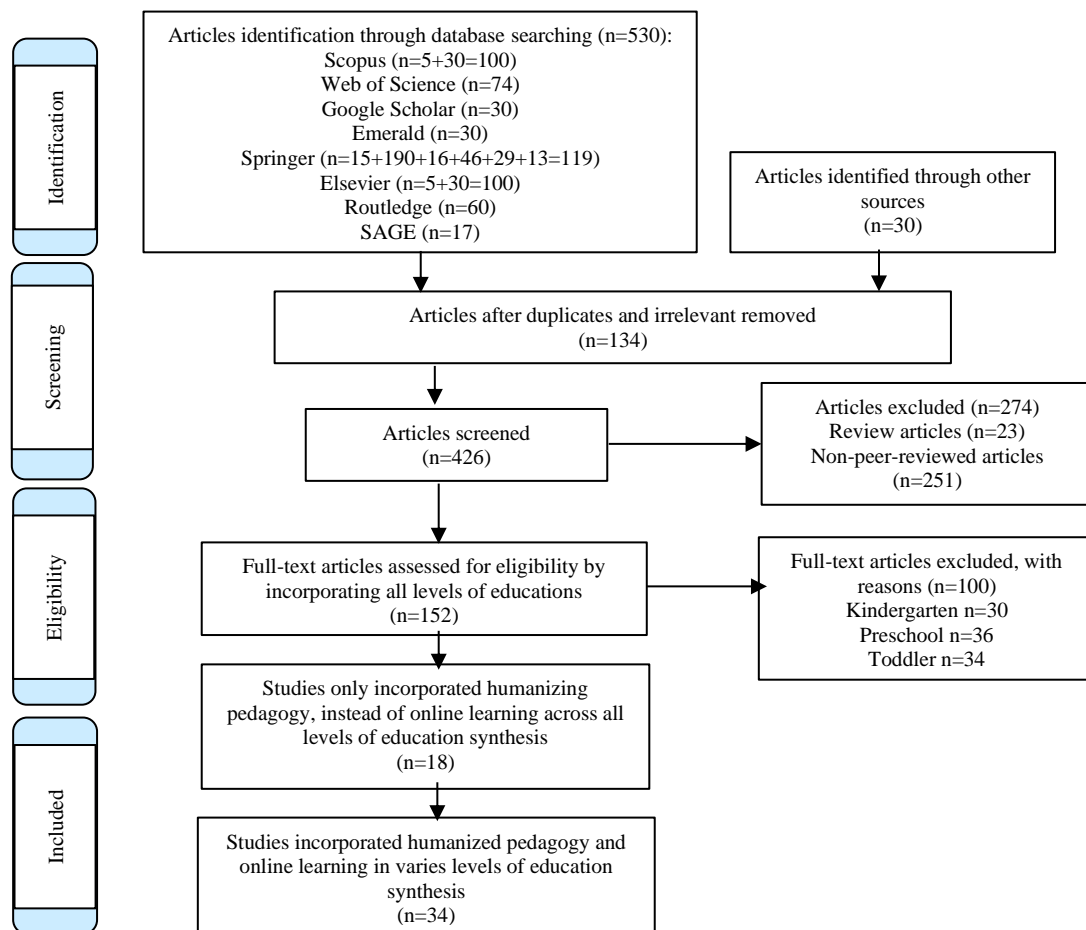 Identification
Articles identification through database searching (n=530):
Scopus (n=5+30=100)
Web of Science (n=74)
Google Scholar (n=30)
Emerald (n=30)
Springer (n=15+190+16+46+29+13=119)
Elsevier (n=5+30=100)
Routledge (n=60)
SAGE (n=17)
Articles identified through other
sources
(n=30)
Screening
Articles after duplicates and irrelevant removed
(n=134)
Articles screened
(n=426)
Articles excluded (n=274)
Review articles (n=23)
Non-peer-reviewed articles
(n=251)
Eligibility
Full-text articles assessed for eligibility by
incorporating all levels of educations
(n=152)
Full-text articles excluded, with
reasons (n=100)
Kindergarten n=30
Preschool n=36
Toddler n=34
Studies only incorporated humanizing
pedagogy, instead of online learning across all
levels of education synthesis
(n=18)
Included
Studies incorporated humanized pedagogy and
online learning in varies levels of education
synthesis
(n=34)